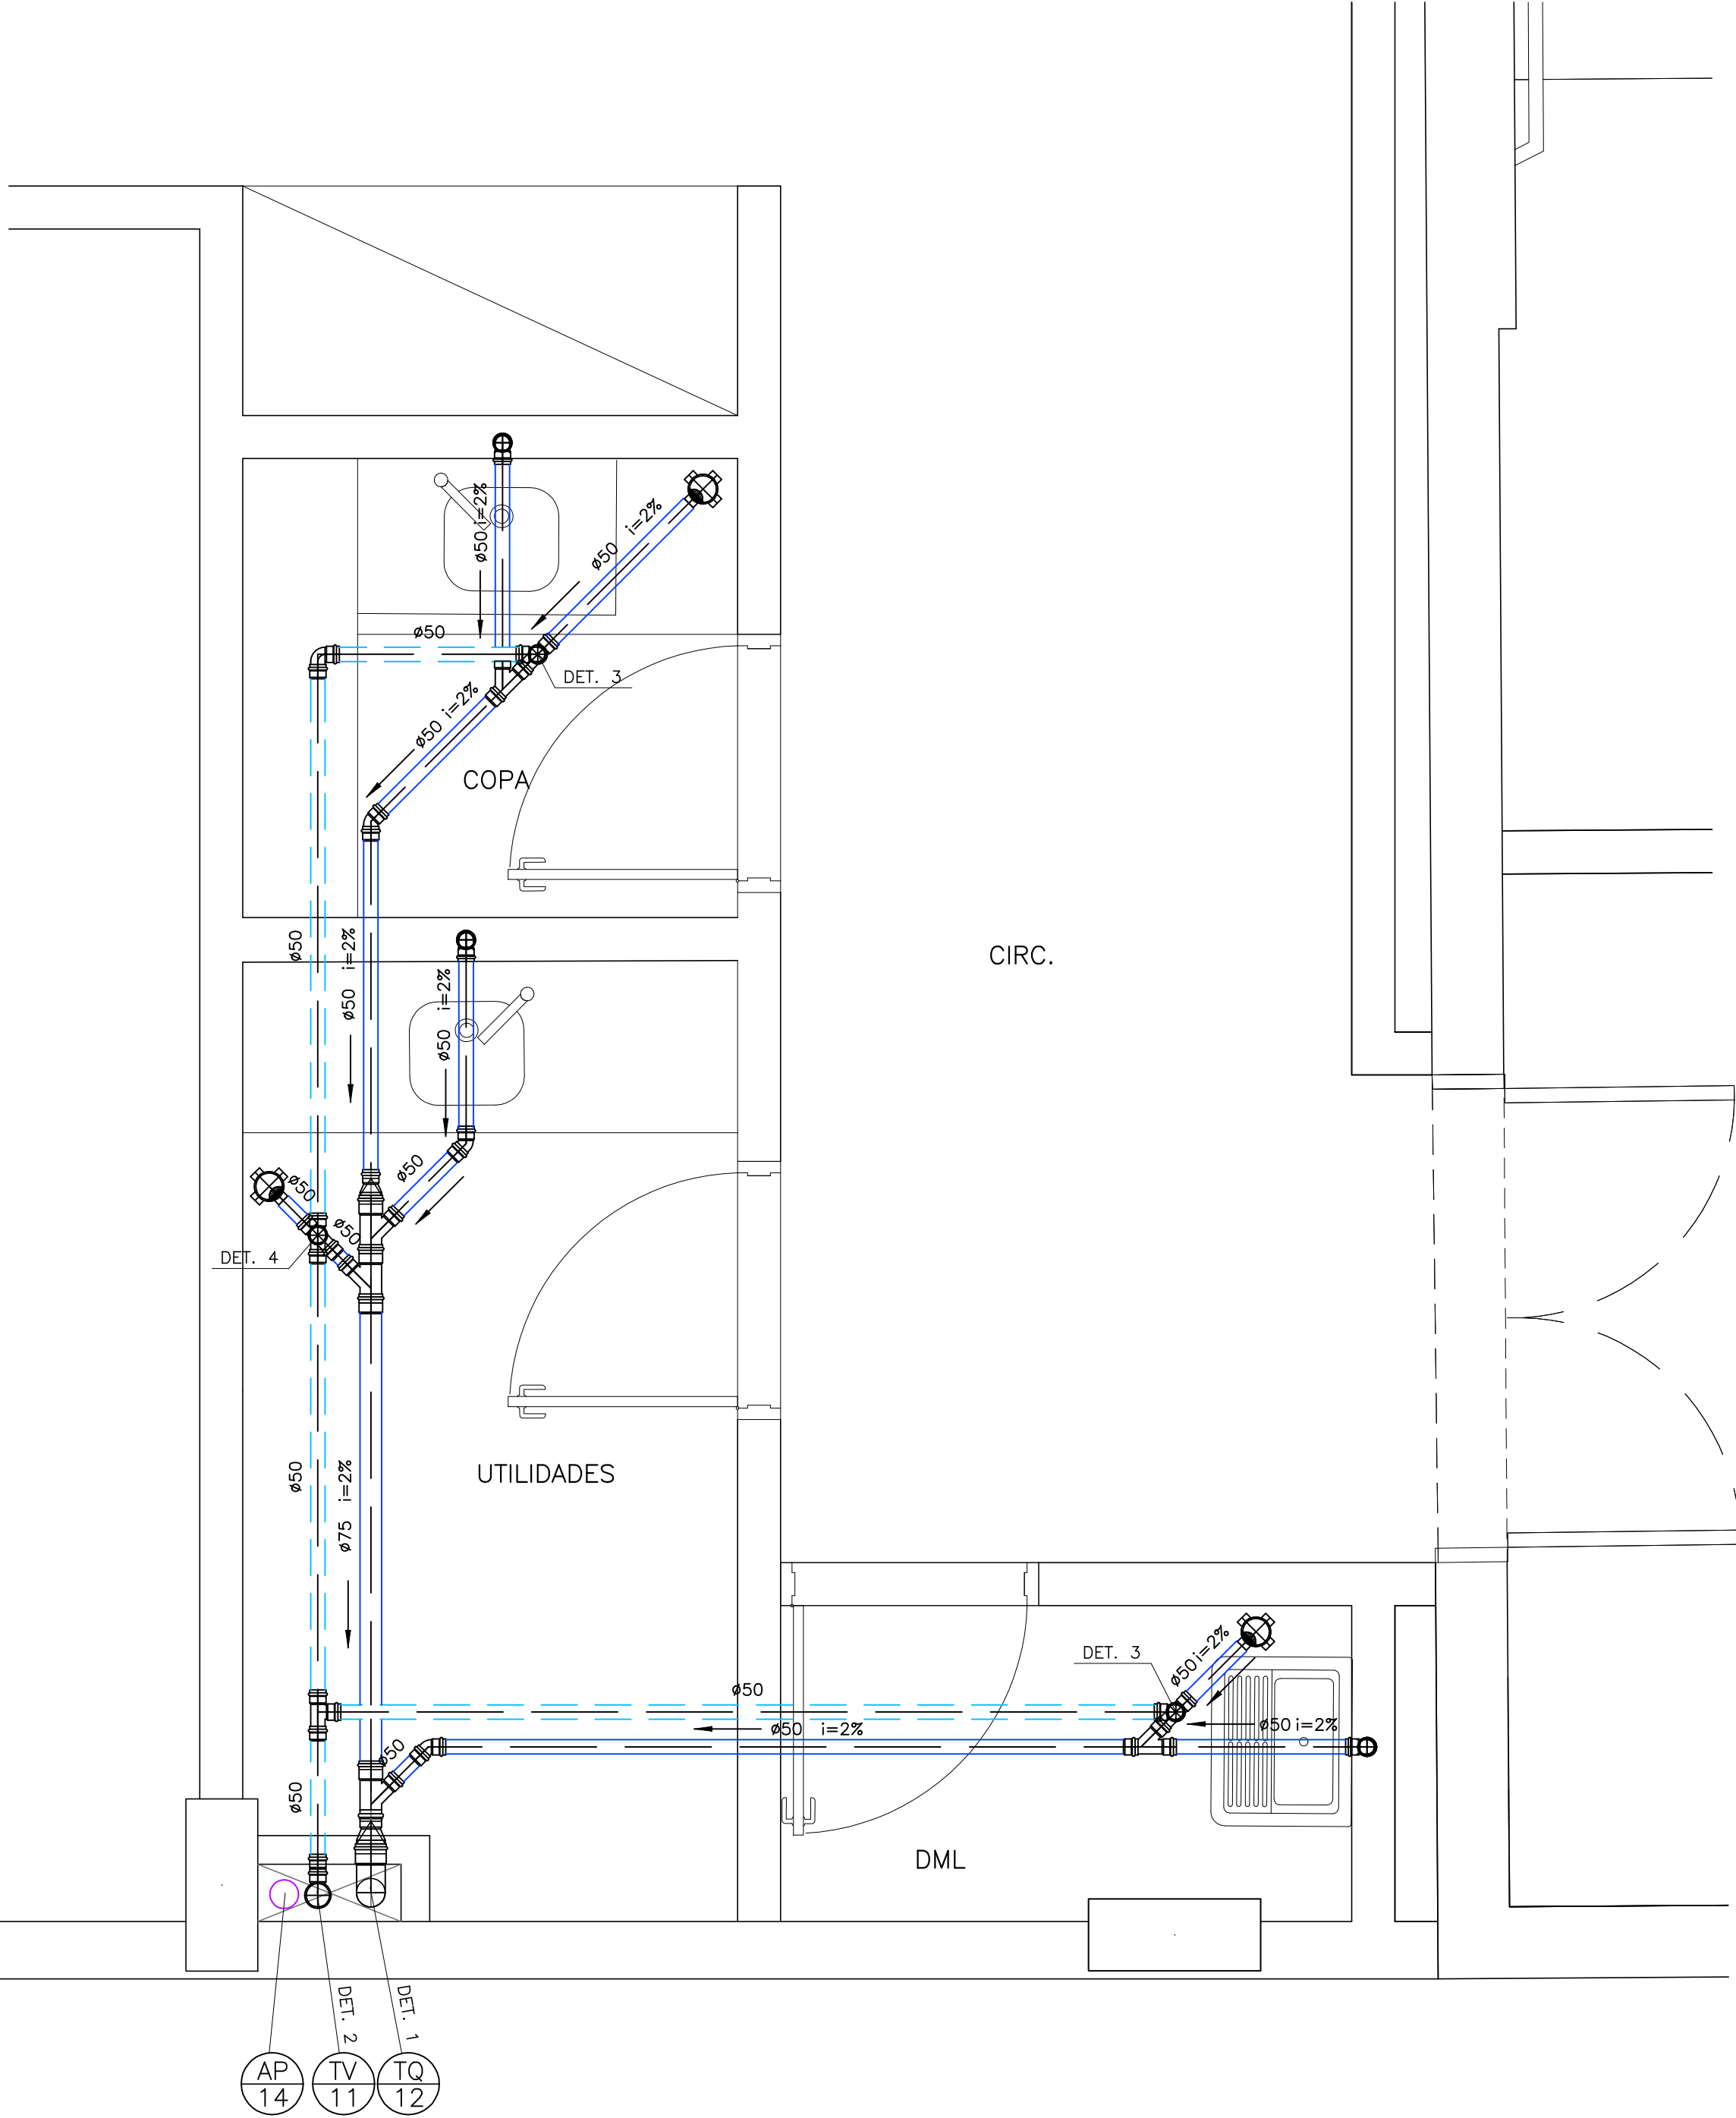 ø50 i=2%
ø50 i=2%
ø50
DET. 3
ø50 i=2%
COPA
ø50
ø50 i=2%
CIRC.
ø50 i=2%
ø50
ø50
ø50
DET. 4
UTILIDADES
ø50
ø75 i=2%
DET. 3
ø50 i=2%
ø50
ø50 i=2%
ø50 i=2%
ø50
ø50
DML
DET. 2
DET. 1
AP
14
TV
11
TQ
12